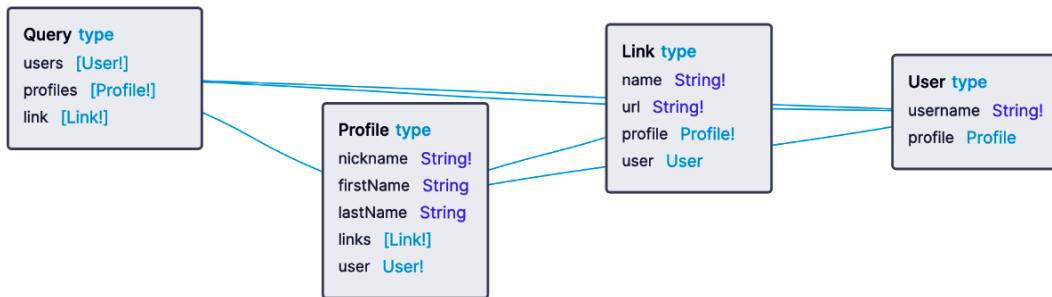 Query type
users [User!]
profiles [Profile!]
link [Link!]
Profile type
nickname String!
firstName String
lastName String
links [Link!]
user User!
Link type
name String!
url String!
profile Profile!
user User
User type
username String!
profile Profile